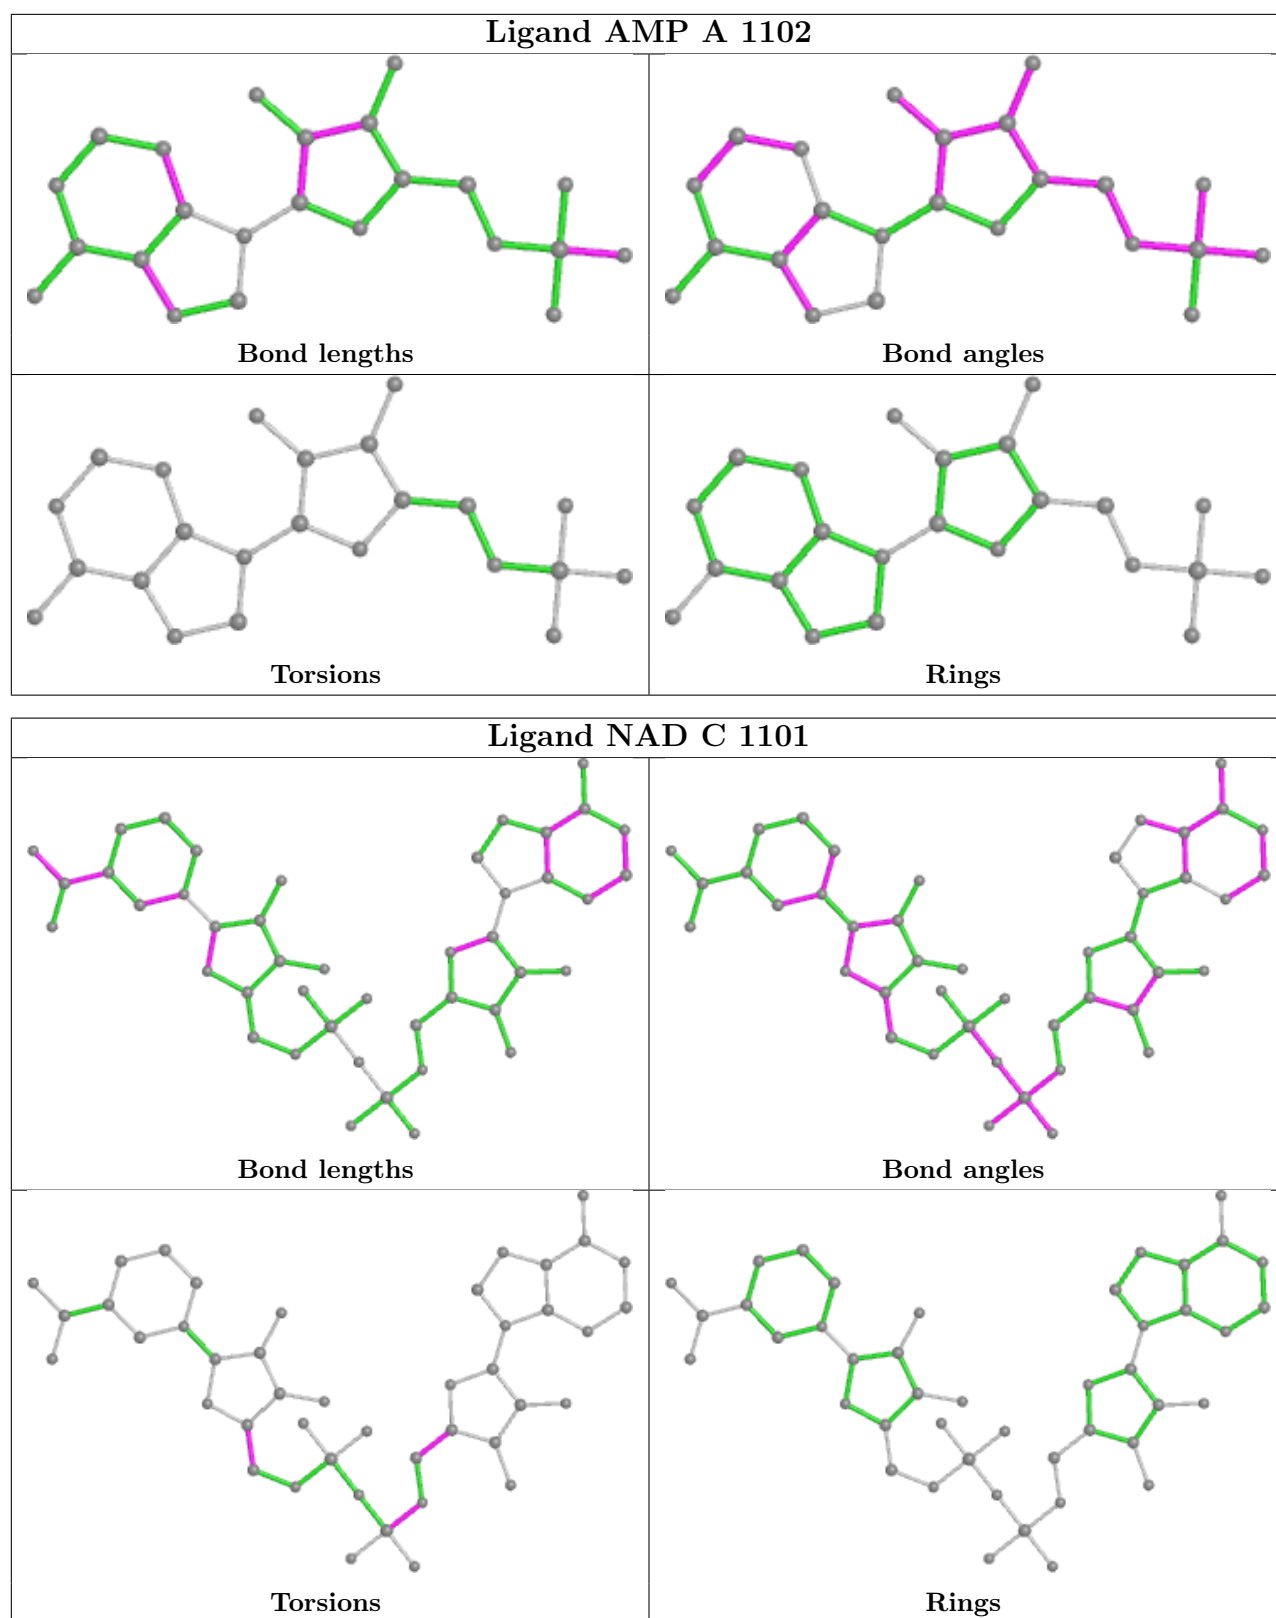 Ligand AMP A 1102
Bond lengths
Bond angles
Torsions
Rings
Ligand NAD C 1101
Bond lengths
Bond angles
Torsions
Rings